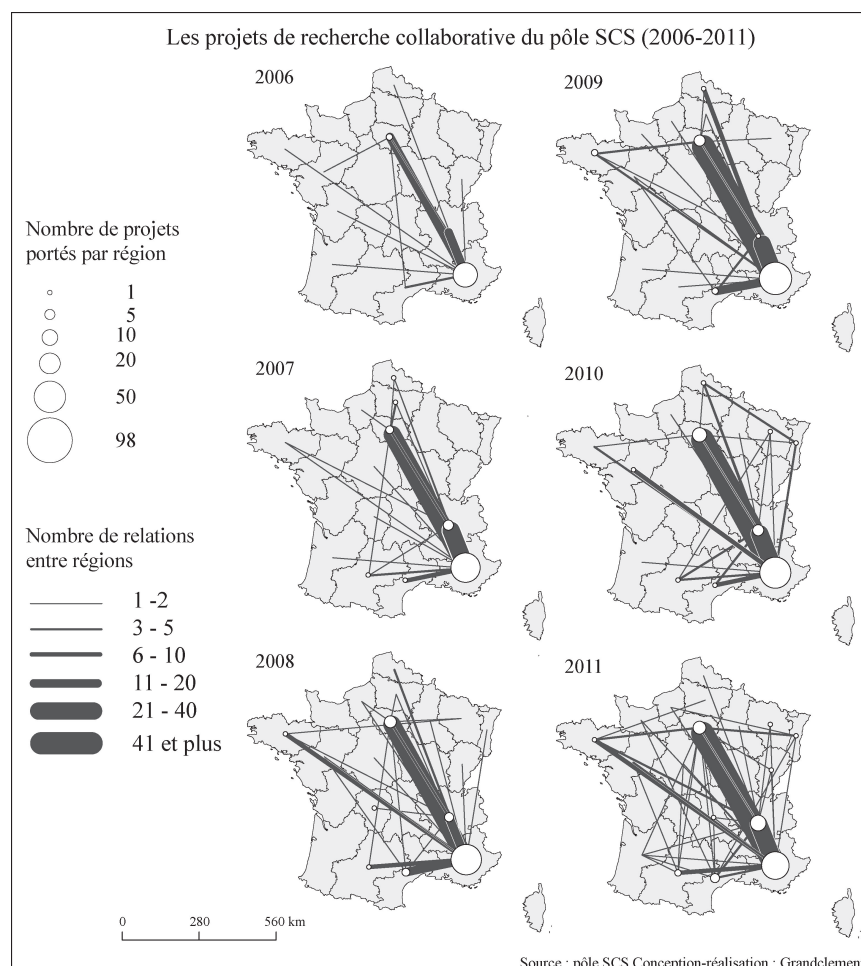 Les projets de recherche collaborative du pôle SCS (2006-2011)
2006
2009
Nombre de projets
portés par région
1
5
10
20
50
98
2007
2010
Nombre de relations
entre régions
1 -2
3 - 5
6 - 10
11 - 20
21 - 40
41 et plus
2008
2011
0 280 560 km
Source : pôle SCS Conception-réalisation : Grandclemen